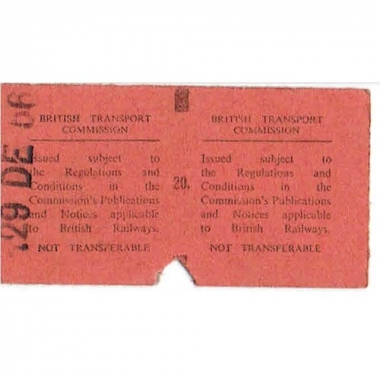 29 DE 56
BRITISH TRANSPORT
COMMISSION
Issued subject to
the Regulations and
Conditions in the
Commission's Publications
and Notices applicable
to British Railways.
NOT TRANSFERABLE
20.
BRITISH TRANSPORT
COMMISSION
Issued subject to
the Regulations and
Conditions in the
Commission's Publications
and Notices applicable
to British Railways.
NOT TRANSFERABLE